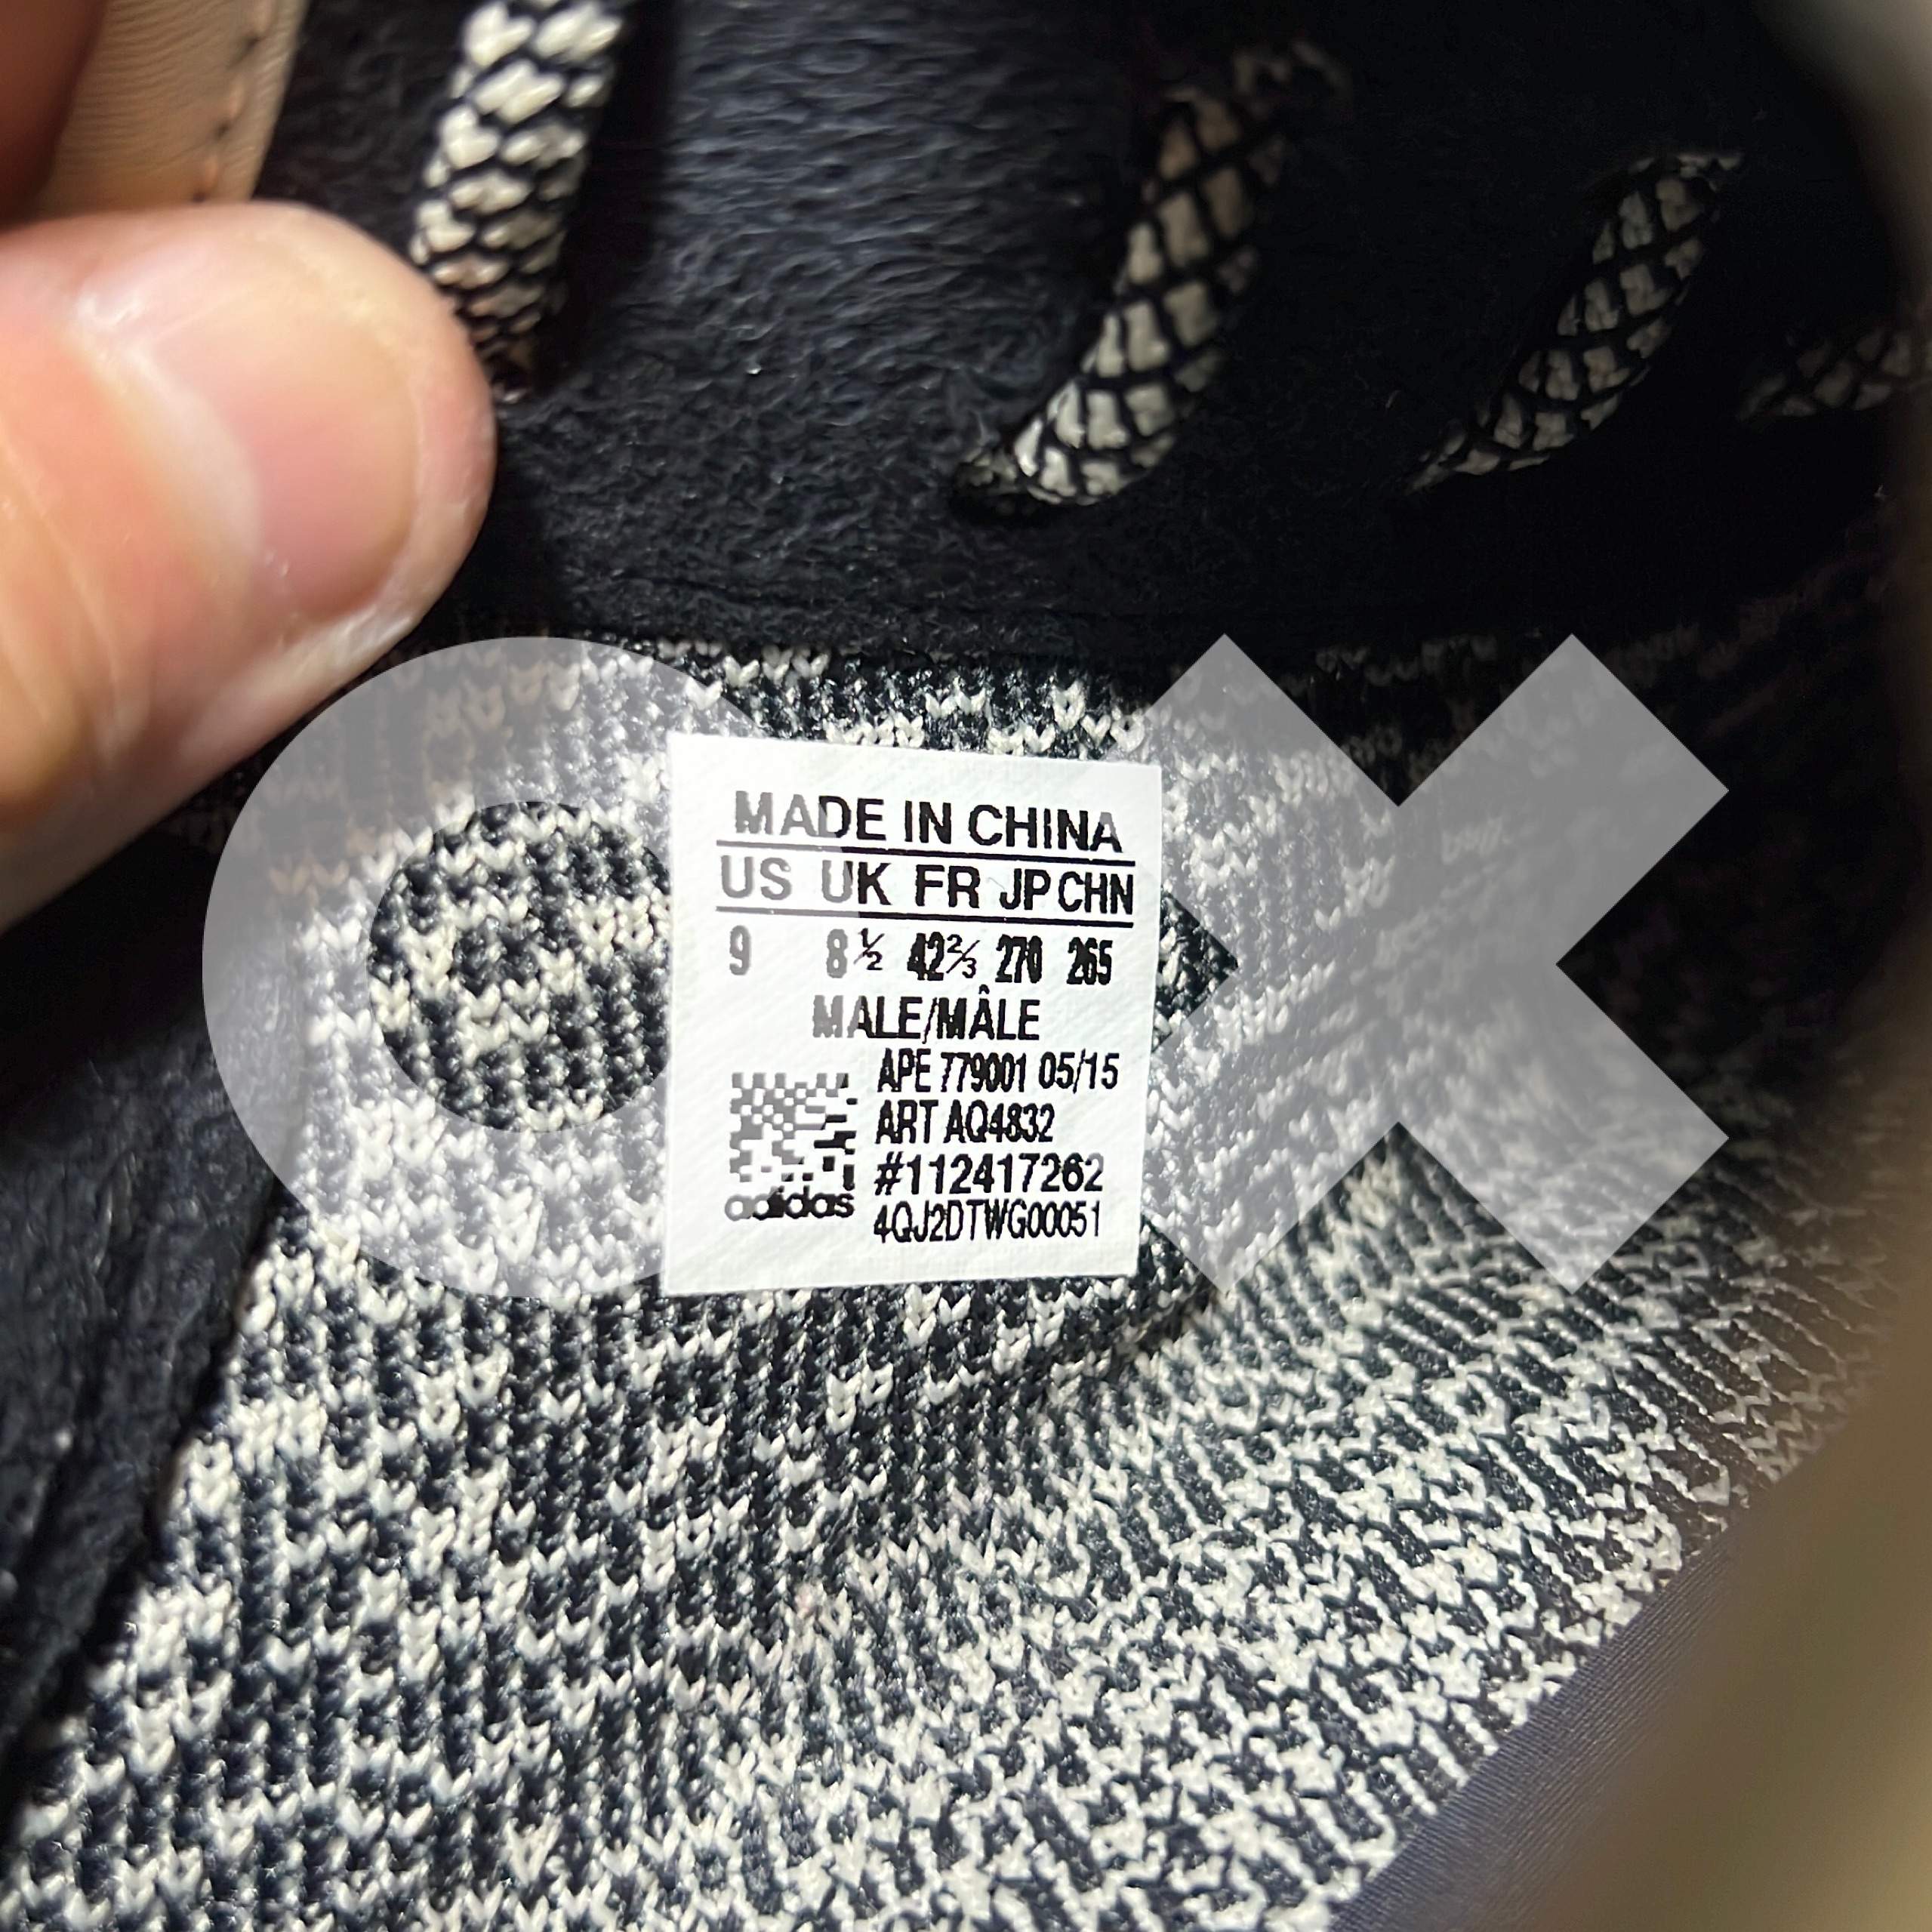 MADE IN CHINA
US UK FR JP CHN
9 8½ 42⅔ 270 265
MALE/MÂLE
APE 779001 05/15
ART AQ4832
#112417262
adidas
4QJ2DTWG00051